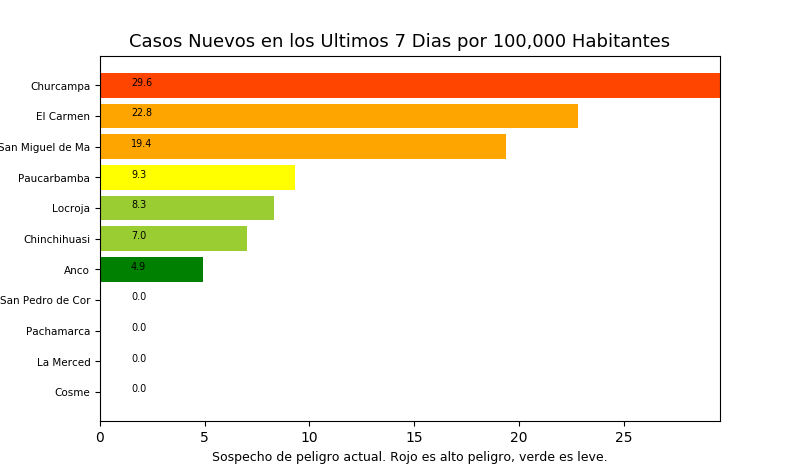 Casos Nuevos en los Ultimos 7 Dias por 100,000 Habitantes
Churcampa 29.6
El Carmen 22.8
San Miguel de Ma 19.4
Paucarbamba 9.3
Locroja 8.3
Chinchihuasi 7.0
Anco 4.9
San Pedro de Cor 0.0
Pachamarca 0.0
La Merced 0.0
Cosme 0.0
0 5 10 15 20 25
Sospecho de peligro actual. Rojo es alto peligro, verde es leve.